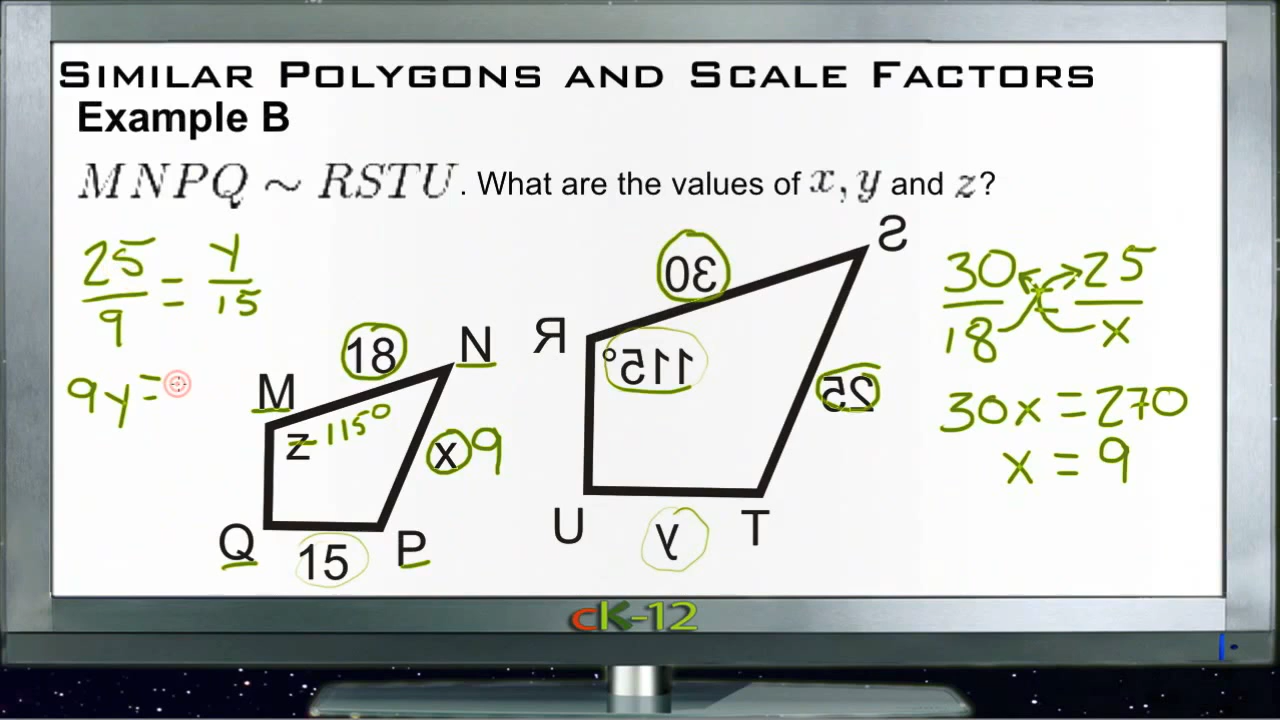 SIMILAR POLYGONS AND SCALE FACTORS
Example B
MNPQ ~ RSTU. What are the values of x, y and z?
25/9 = y/15
9y =
M
18
N
z 115°
x 9
Q
15
P
R
30
S
115°
25
U
y
T
30/18 25/x
30x = 270
x = 9
cK-12